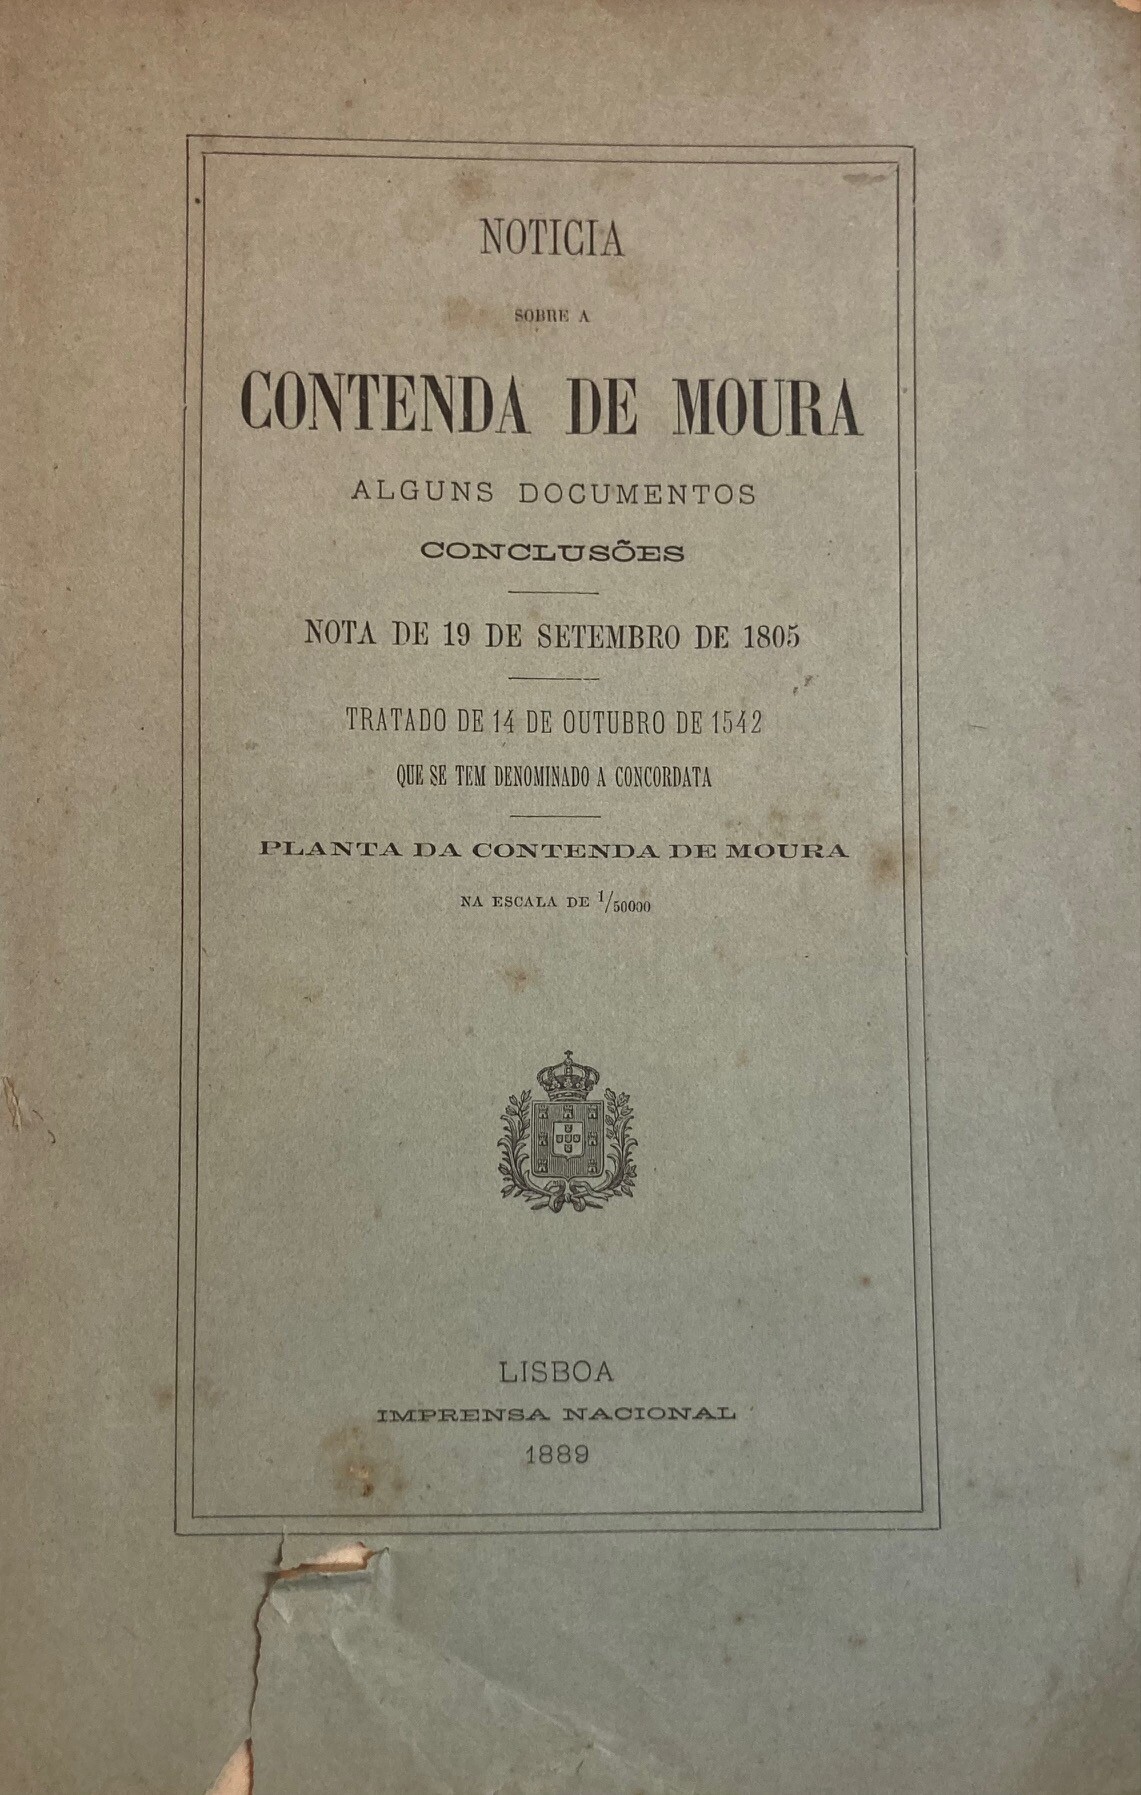 NOTICIA
SOBRE A
CONTENDA DE MOURA
ALGUNS DOCUMENTOS
CONCLUSÕES
NOTA DE 19 DE SETEMBRO DE 1805
TRATADO DE 14 DE OUTUBRO DE 1542
QUE SE TEM DENOMINADO A CONCORDATA
PLANTA DA CONTENDA DE MOURA
NA ESCALA DE 1/50000
LISBOA
IMPRENSA NACIONAL
1889